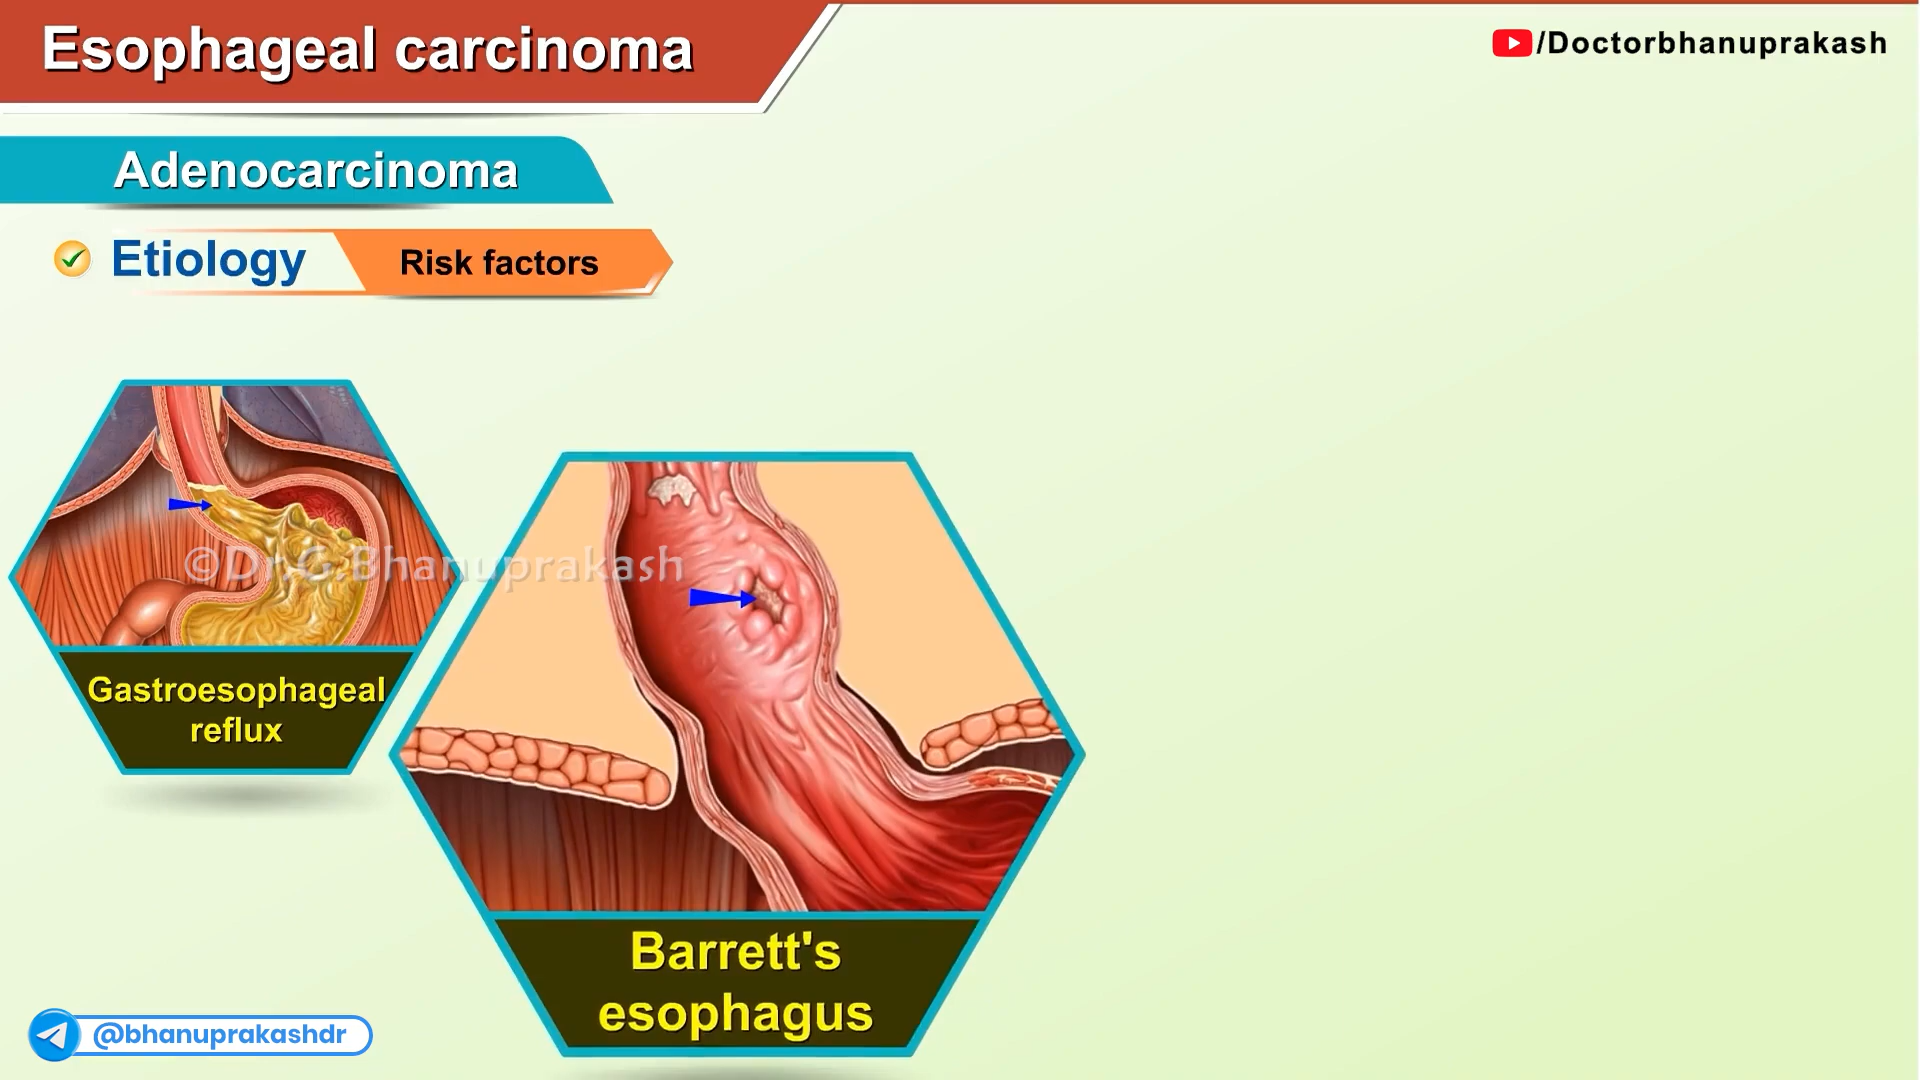 Esophageal carcinoma
/Doctorbhanuprakash
Adenocarcinoma
Etiology
Risk factors
©Dr.G.Bhanuprakash
Gastroesophageal
reflux
Barrett's
esophagus
@bhanuprakashdr